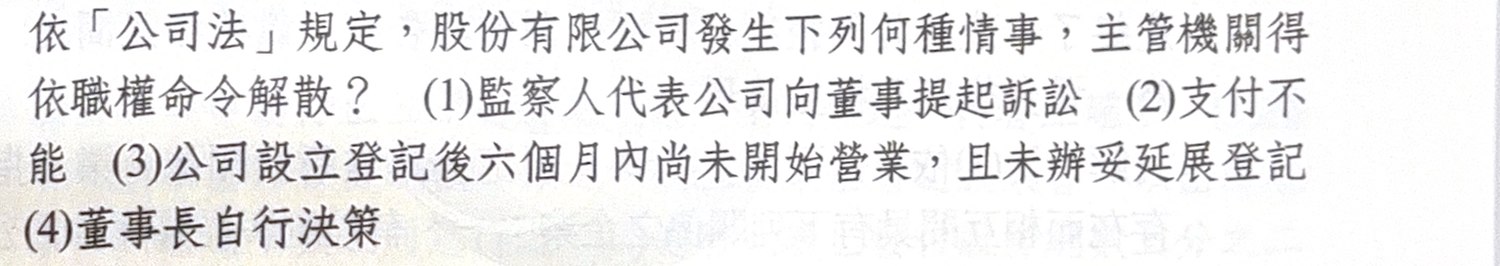 依「公司法」規定，股份有限公司發生下列何種情事，主管機關得
依職權命令解散？　(1)監察人代表公司向董事提起訴訟　(2)支付不
能　(3)公司設立登記後六個月內尚未開始營業，且未辦妥延展登記
(4)董事長自行決策